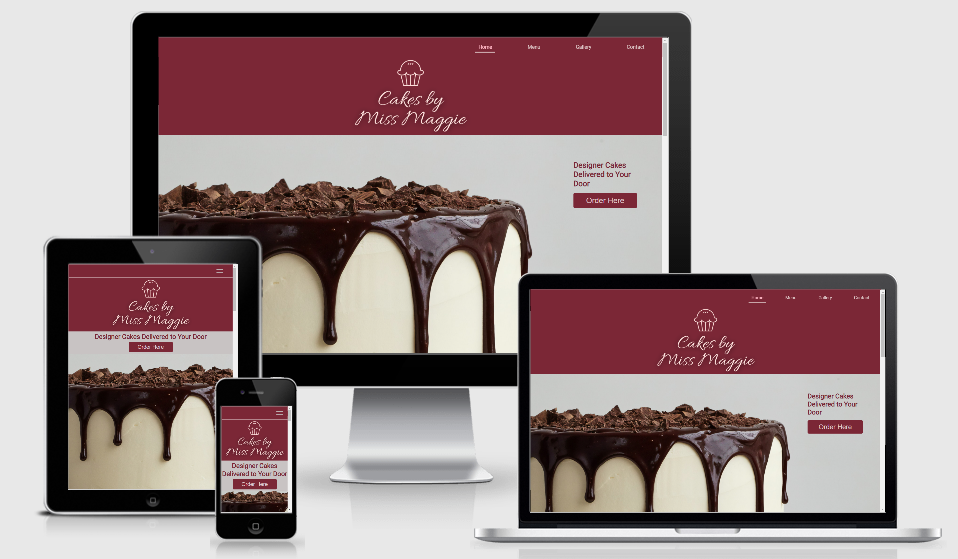 Home Menu Gallery Contact
Cakes by
Miss Maggie
Designer Cakes
Delivered to Your
Door
Order Here
Cakes by
Miss Maggie
Designer Cakes Delivered to Your Door
Order Here
Cakes by
Miss Maggie
Designer Cakes
Delivered to Your Door
Order Here
Home Menu Gallery Contact
Cakes by
Miss Maggie
Designer Cakes
Delivered to Your
Door
Order Here